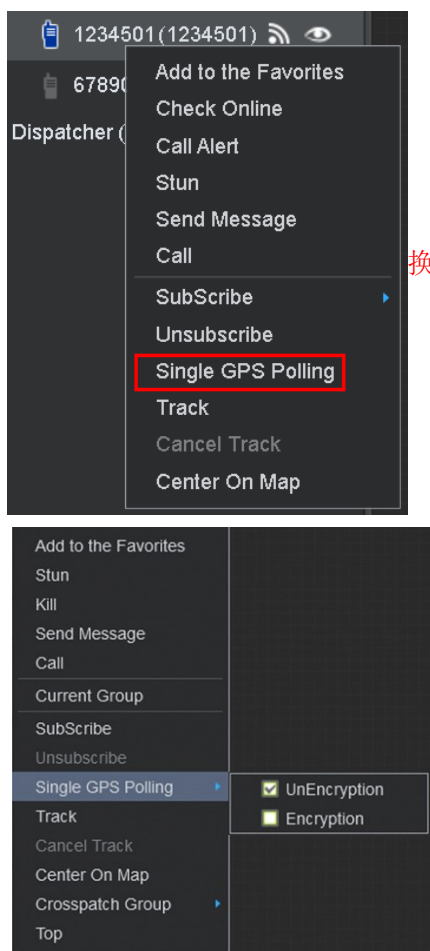 1234501(1234501)
67890
Dispatcher (
Add to the Favorites
Check Online
Call Alert
Stun
Send Message
Call
换
SubScribe
Unsubscribe
Single GPS Polling
Track
Cancel Track
Center On Map
Add to the Favorites
Stun
Kill
Send Message
Call
Current Group
SubScribe
Unsubscribe
Single GPS Polling
UnEncryption
Track
Encryption
Cancel Track
Center On Map
Crosspatch Group
Top